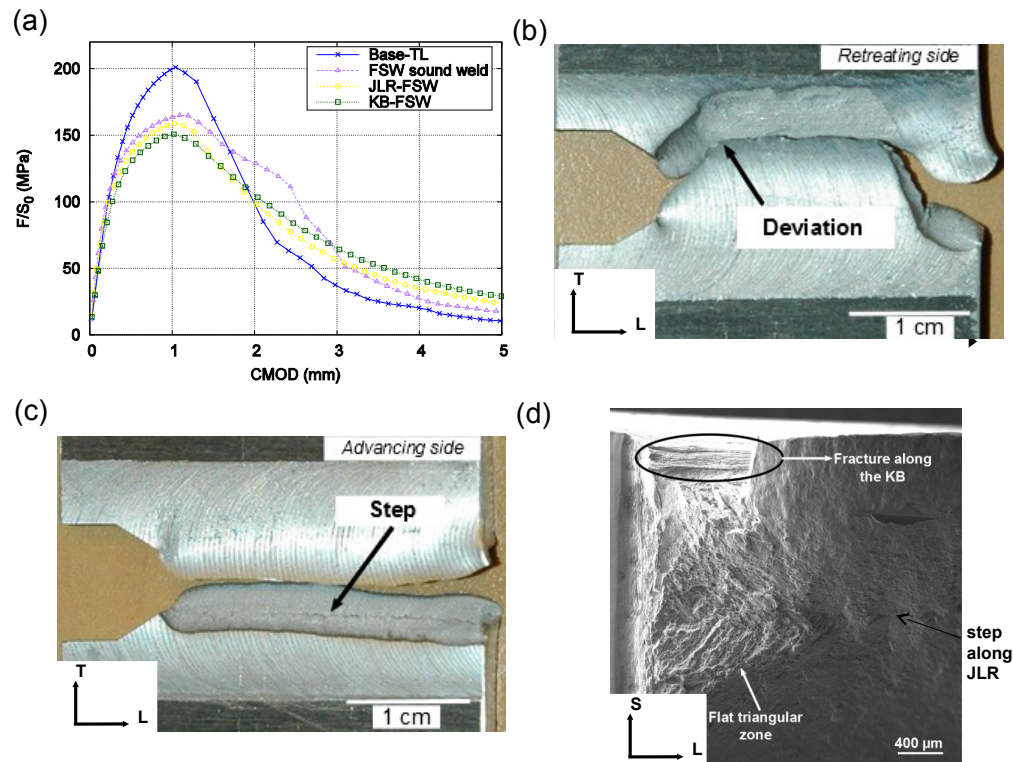 (a)
Base-TL
FSW sound weld
JLR-FSW
KB-FSW
200
150
100
50
0
0 1 2 3 4 5
F/S0 (MPa)
CMOD (mm)
(b)
Retreating side
Deviation
T
L
1 cm
(c)
Advancing side
Step
T
L
1 cm
(d)
Fracture along
the KB
step
along
JLR
Flat triangular
zone
S
L
400 µm